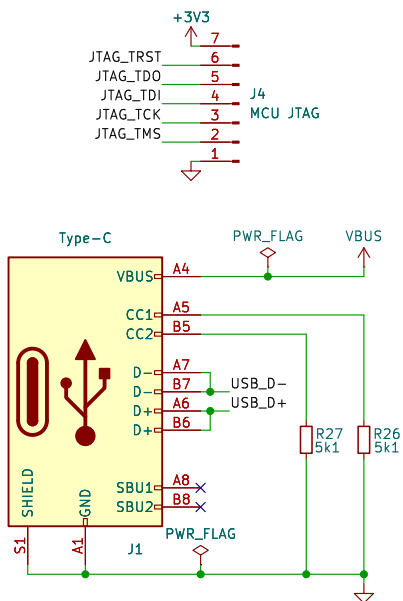 +3V3
7
JTAG_TRST 6
JTAG_TDO 5
JTAG_TDI 4 J4
JTAG_TCK 3 MCU JTAG
JTAG_TMS 2
1
Type-C PWR_FLAG VBUS
VBUS A4
CC1 A5
CC2 B5
D- A7
D- B7 USB_D-
D+ A6 USB_D+
D+ B6
R27 R26
5k1 5k1
SBU1 A8
SBU2 B8
SHIELD GND
S1 A1 J1 PWR_FLAG